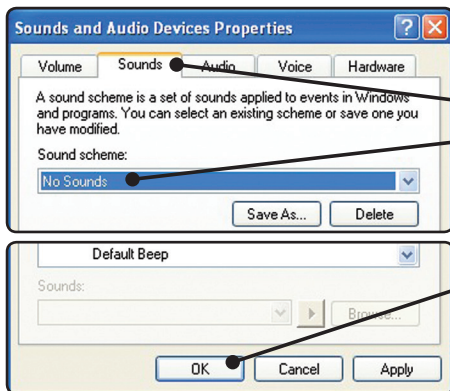 Sounds and Audio Devices Properties
Volume Sounds Audio Voice Hardware
A sound scheme is a set of sounds applied to events in Windows
and programs. You can select an existing scheme or save one you
have modified.
Sound scheme:
No Sounds
Save As... Delete
Default Beep
Sounds:
Browse...
OK Cancel Apply